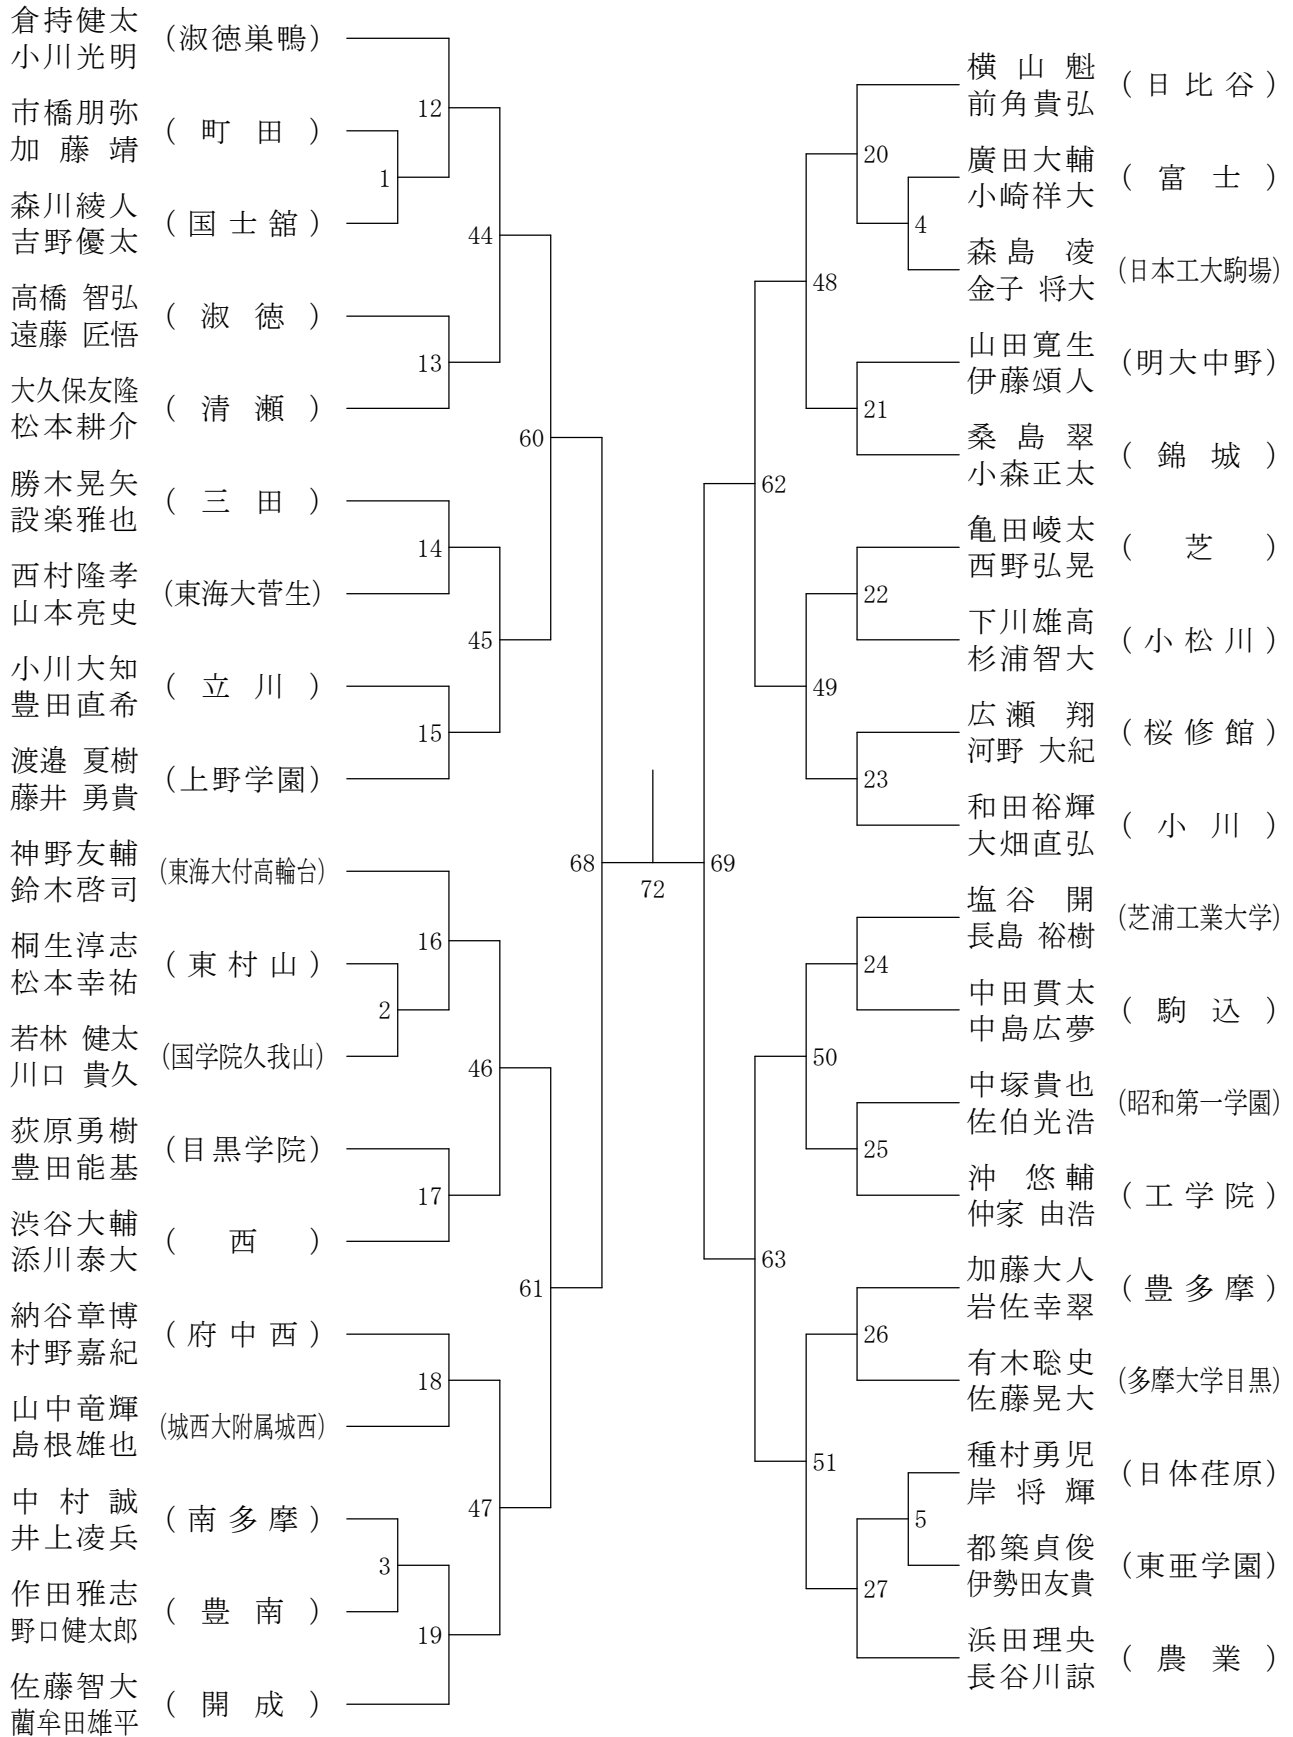 倉持健太
小川光明
(淑徳巣鴨)
市橋朋弥
加藤靖
(町田)
森川綾人
吉野優太
(国士舘)
高橋 智弘
遠藤 匠悟
(淑徳)
大久保友隆
松本耕介
(清瀬)
勝木晃矢
設楽雅也
(三田)
西村隆孝
山本亮史
(東海大菅生)
小川大知
豊田直希
(立川)
渡邉 夏樹
藤井 勇貴
(上野学園)
神野友輔
鈴木啓司
(東海大付高輪台)
桐生淳志
松本幸祐
(東村山)
若林 健太
川口 貴久
(国学院久我山)
荻原勇樹
豊田能基
(目黒学院)
渋谷大輔
添川泰大
(西)
納谷章博
村野嘉紀
(府中西)
山中竜輝
島根雄也
(城西大附属城西)
中村誠
井上凌兵
(南多摩)
作田雅志
野口健太郎
(豊南)
佐藤智大
藺牟田雄平
(開成)
1
2
3
12
13
14
15
16
17
18
19
44
45
46
47
60
61
68
72
69
62
63
48
49
50
51
20
21
22
23
24
25
26
27
4
5
横山魁
前角貴弘
(日比谷)
廣田大輔
小崎祥大
(富士)
森島 凌
金子 将大
(日本工大駒場)
山田寛生
伊藤頌人
(明大中野)
桑島翠
小森正太
(錦城)
亀田崚太
西野弘晃
(芝)
下川雄高
杉浦智大
(小松川)
広瀬 翔
河野 大紀
(桜修館)
和田裕輝
大畑直弘
(小川)
塩谷 開
長島 裕樹
(芝浦工業大学)
中田貫太
中島広夢
(駒込)
中塚貴也
佐伯光浩
(昭和第一学園)
沖 悠輔
仲家 由浩
(工学院)
加藤大人
岩佐幸翠
(豊多摩)
有木聡史
佐藤晃大
(多摩大学目黒)
種村勇児
岸将輝
(日体荏原)
都築貞俊
伊勢田友貴
(東亜学園)
浜田理央
長谷川諒
(農業)